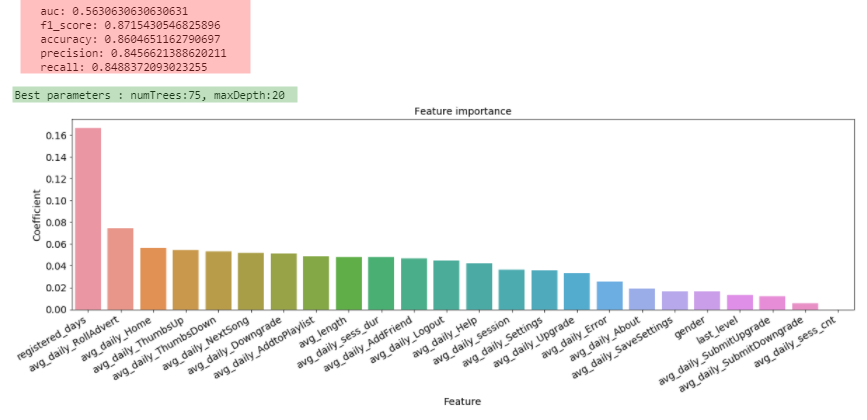 auc: 0.5630630630630631
f1_score: 0.8715430546825896
accuracy: 0.8604651162790697
precision: 0.8456621388620211
recall: 0.8488372093023255
Best parameters : numTrees:75, maxDepth:20
Feature importance
0.16
0.14
0.12
0.10
0.08
0.06
0.04
0.02
0.00
Coefficient
registered_days
avg_daily_RollAdvert
avg_daily_Home
avg_daily_ThumbsUp
avg_daily_ThumbsDown
avg_daily_NextSong
avg_daily_Downgrade
avg_daily_AddtoPlaylist
avg_length
avg_daily_sess_dur
avg_daily_AddFriend
avg_daily_Logout
avg_daily_Help
avg_daily_session
avg_daily_Settings
avg_daily_Upgrade
avg_daily_Error
avg_daily_About
avg_daily_SaveSettings
gender
last_level
avg_daily_SubmitUpgrade
avg_daily_SubmitDowngrade
avg_daily_sess_cnt
Feature